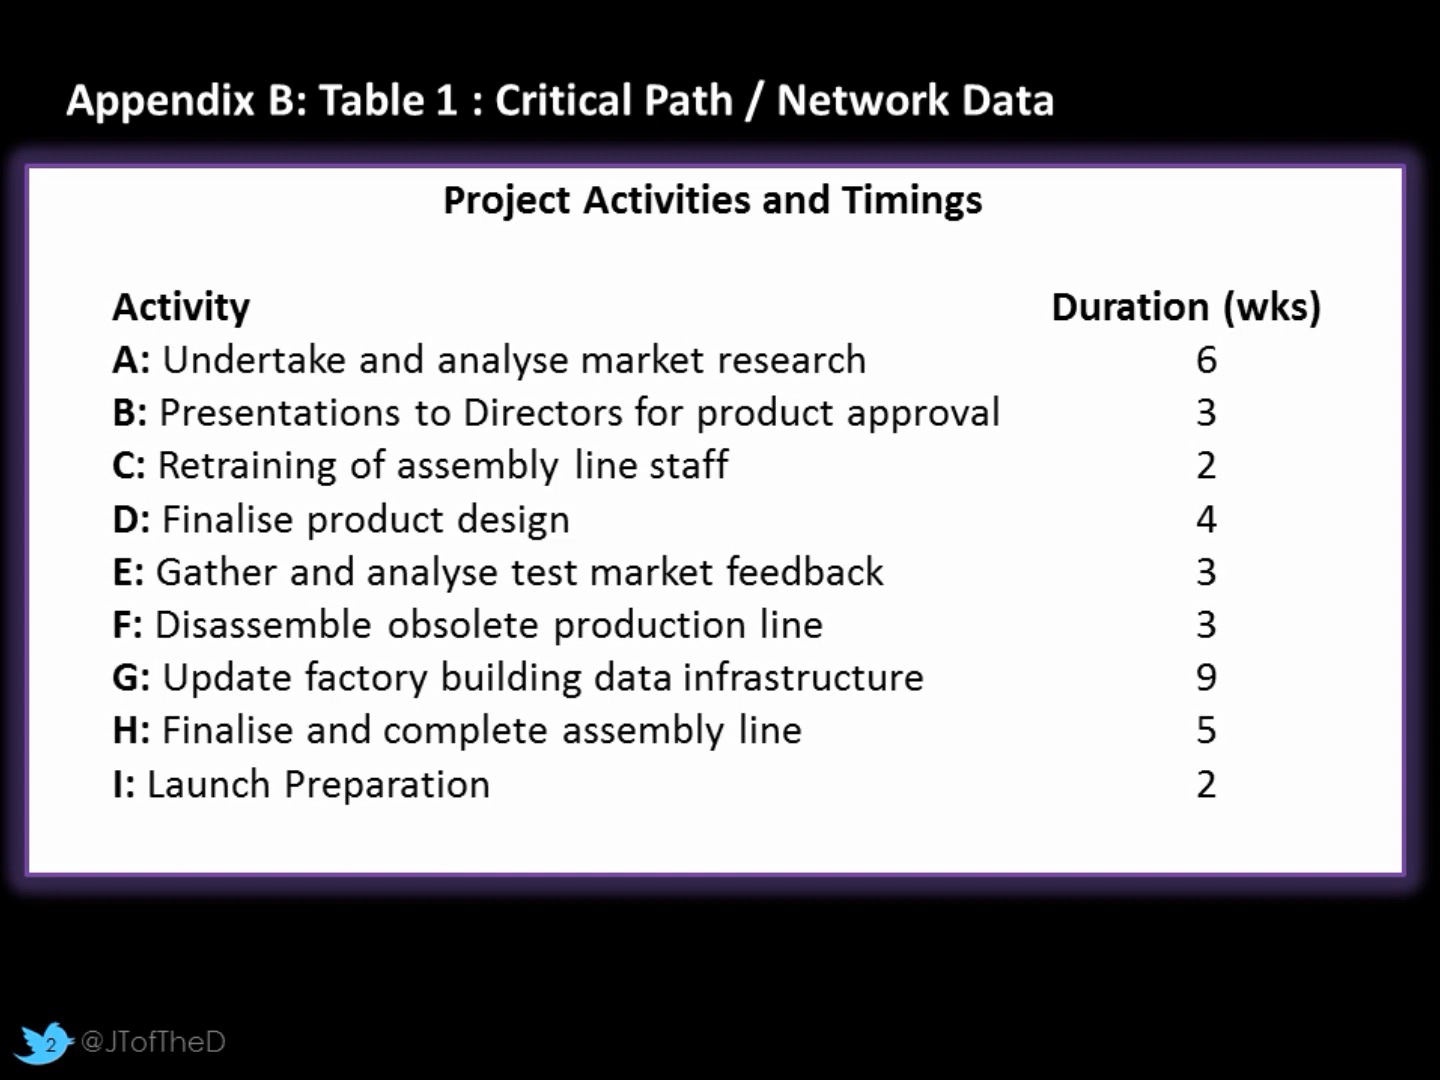 Appendix B: Table 1 : Critical Path / Network Data
Project Activities and Timings
Activity Duration (wks)
A: Undertake and analyse market research 6
B: Presentations to Directors for product approval 3
C: Retraining of assembly line staff 2
D: Finalise product design 4
E: Gather and analyse test market feedback 3
F: Disassemble obsolete production line 3
G: Update factory building data infrastructure 9
H: Finalise and complete assembly line 5
I: Launch Preparation 2
2 @JTofTheD